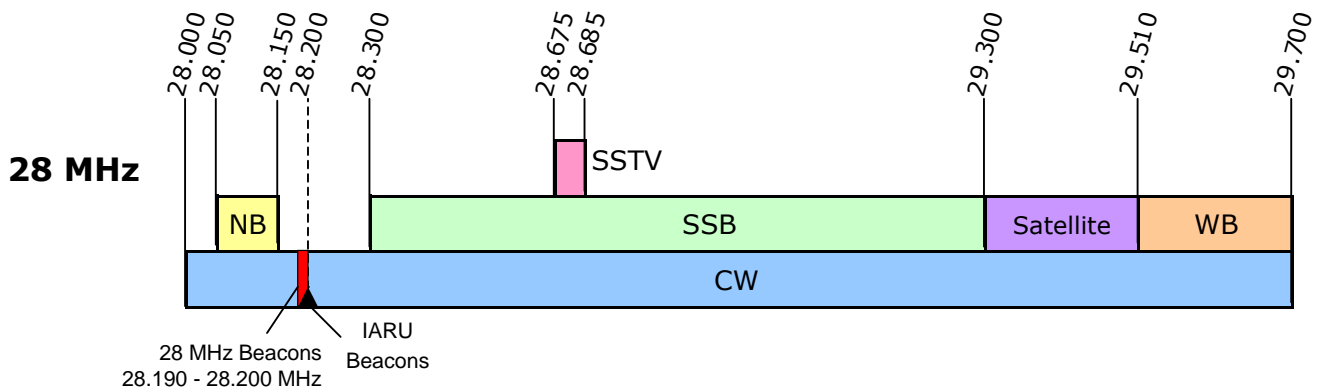 28.000
28.050
28.150
28.200
28.300
28.675
28.685
29.300
29.510
29.700
28 MHz
SSTV
NB
SSB
Satellite
WB
CW
28 MHz Beacons
28.190 - 28.200 MHz
IARU
Beacons